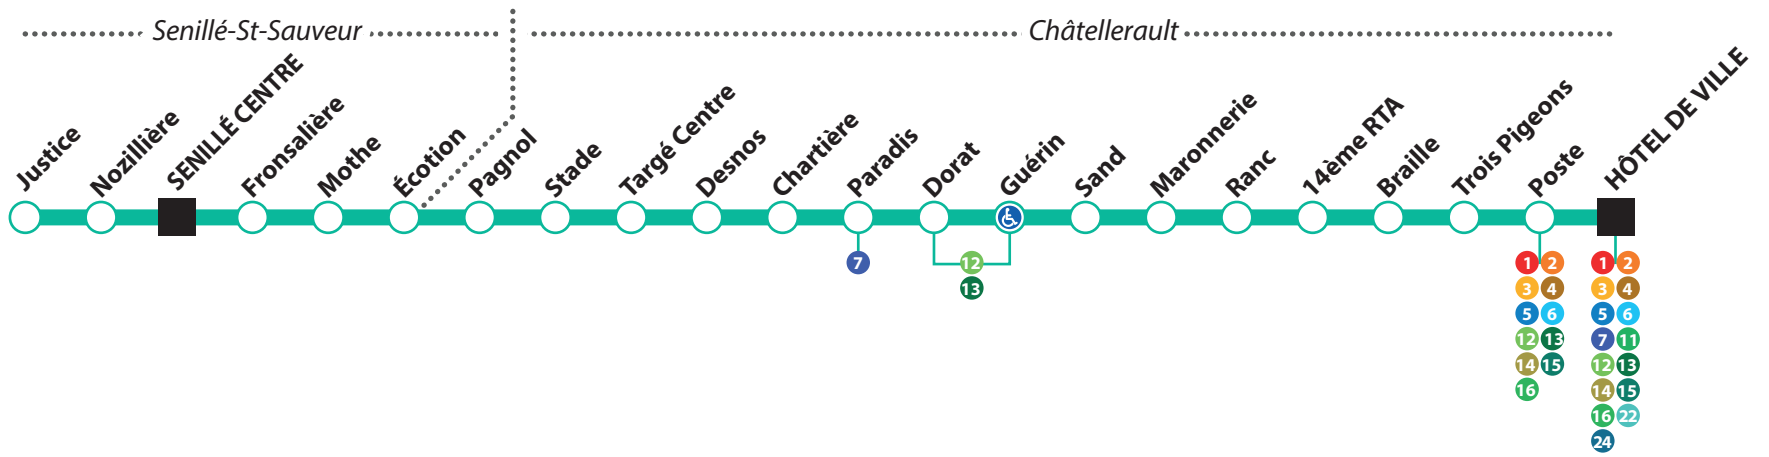 Senillé-St-Sauveur
Châtellerault
Justice
Nozillière
SENILLÉ CENTRE
Fronsalière
Mothe
Écotion
Pagnol
Stade
Targé Centre
Desnos
Chartière
Paradis
Dorat
Guérin
Sand
Maronnerie
Ranc
14ème RTA
Braille
Trois Pigeons
Poste
HÔTEL DE VILLE
7
12
13
1 2
3 4
5 6
12 13
14 15
16
1 2
3 4
5 6
7 11
12 13
14 15
16 22
24